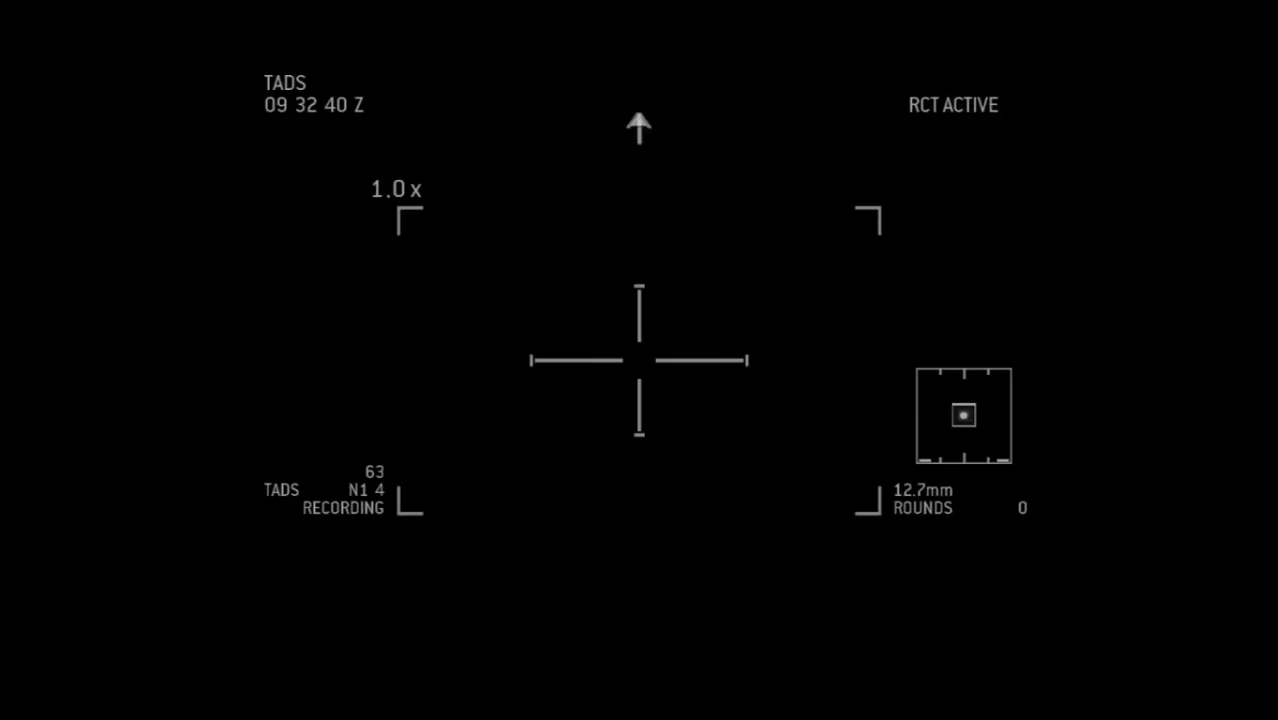 TADS
09 32 40 Z
RCT ACTIVE
1.0 x
63
TADS N1 4
RECORDING
12.7mm
ROUNDS 0